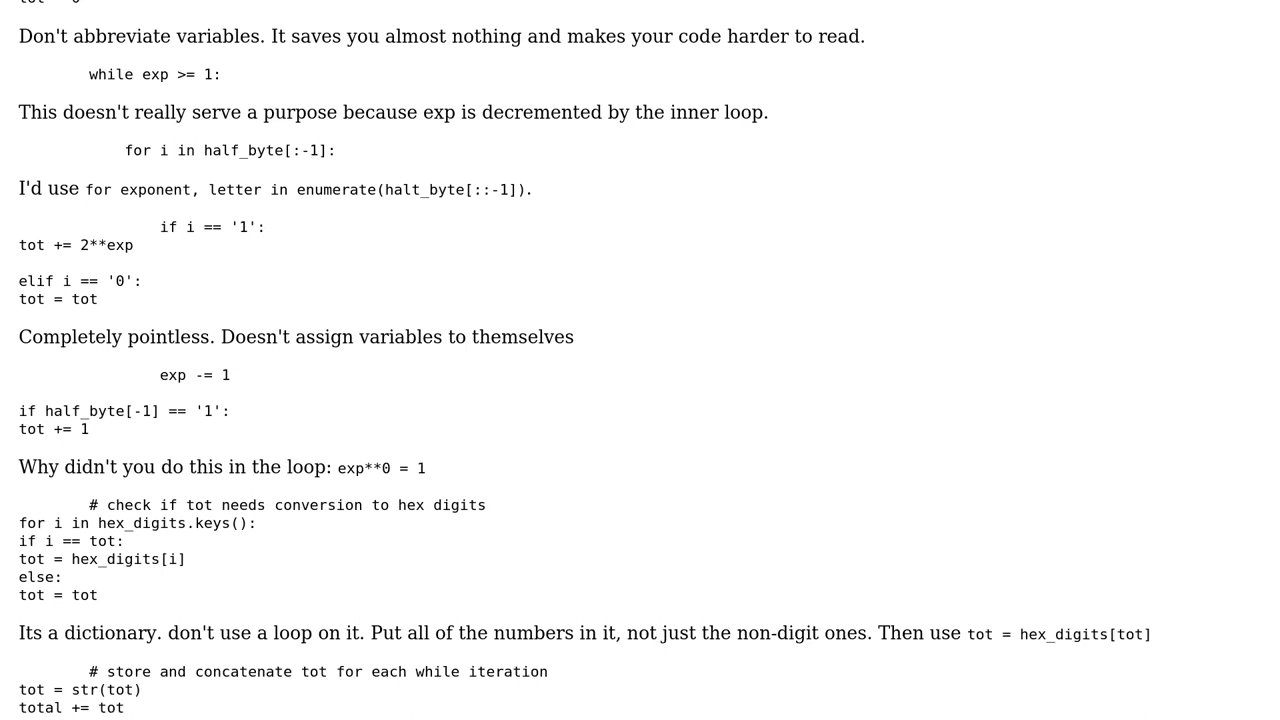 Don't abbreviate variables. It saves you almost nothing and makes your code harder to read.
while exp >= 1:
This doesn't really serve a purpose because exp is decremented by the inner loop.
for i in half_byte[:-1]:
I'd use for exponent, letter in enumerate(halt_byte[::-1]).
if i == '1':
tot += 2**exp
elif i == '0':
tot = tot
Completely pointless. Doesn't assign variables to themselves
exp -= 1
if half_byte[-1] == '1':
tot += 1
Why didn't you do this in the loop: exp**0 = 1
# check if tot needs conversion to hex digits
for i in hex_digits.keys():
if i == tot:
tot = hex_digits[i]
else:
tot = tot
Its a dictionary. don't use a loop on it. Put all of the numbers in it, not just the non-digit ones. Then use tot = hex_digits[tot]
# store and concatenate tot for each while iteration
tot = str(tot)
total += tot